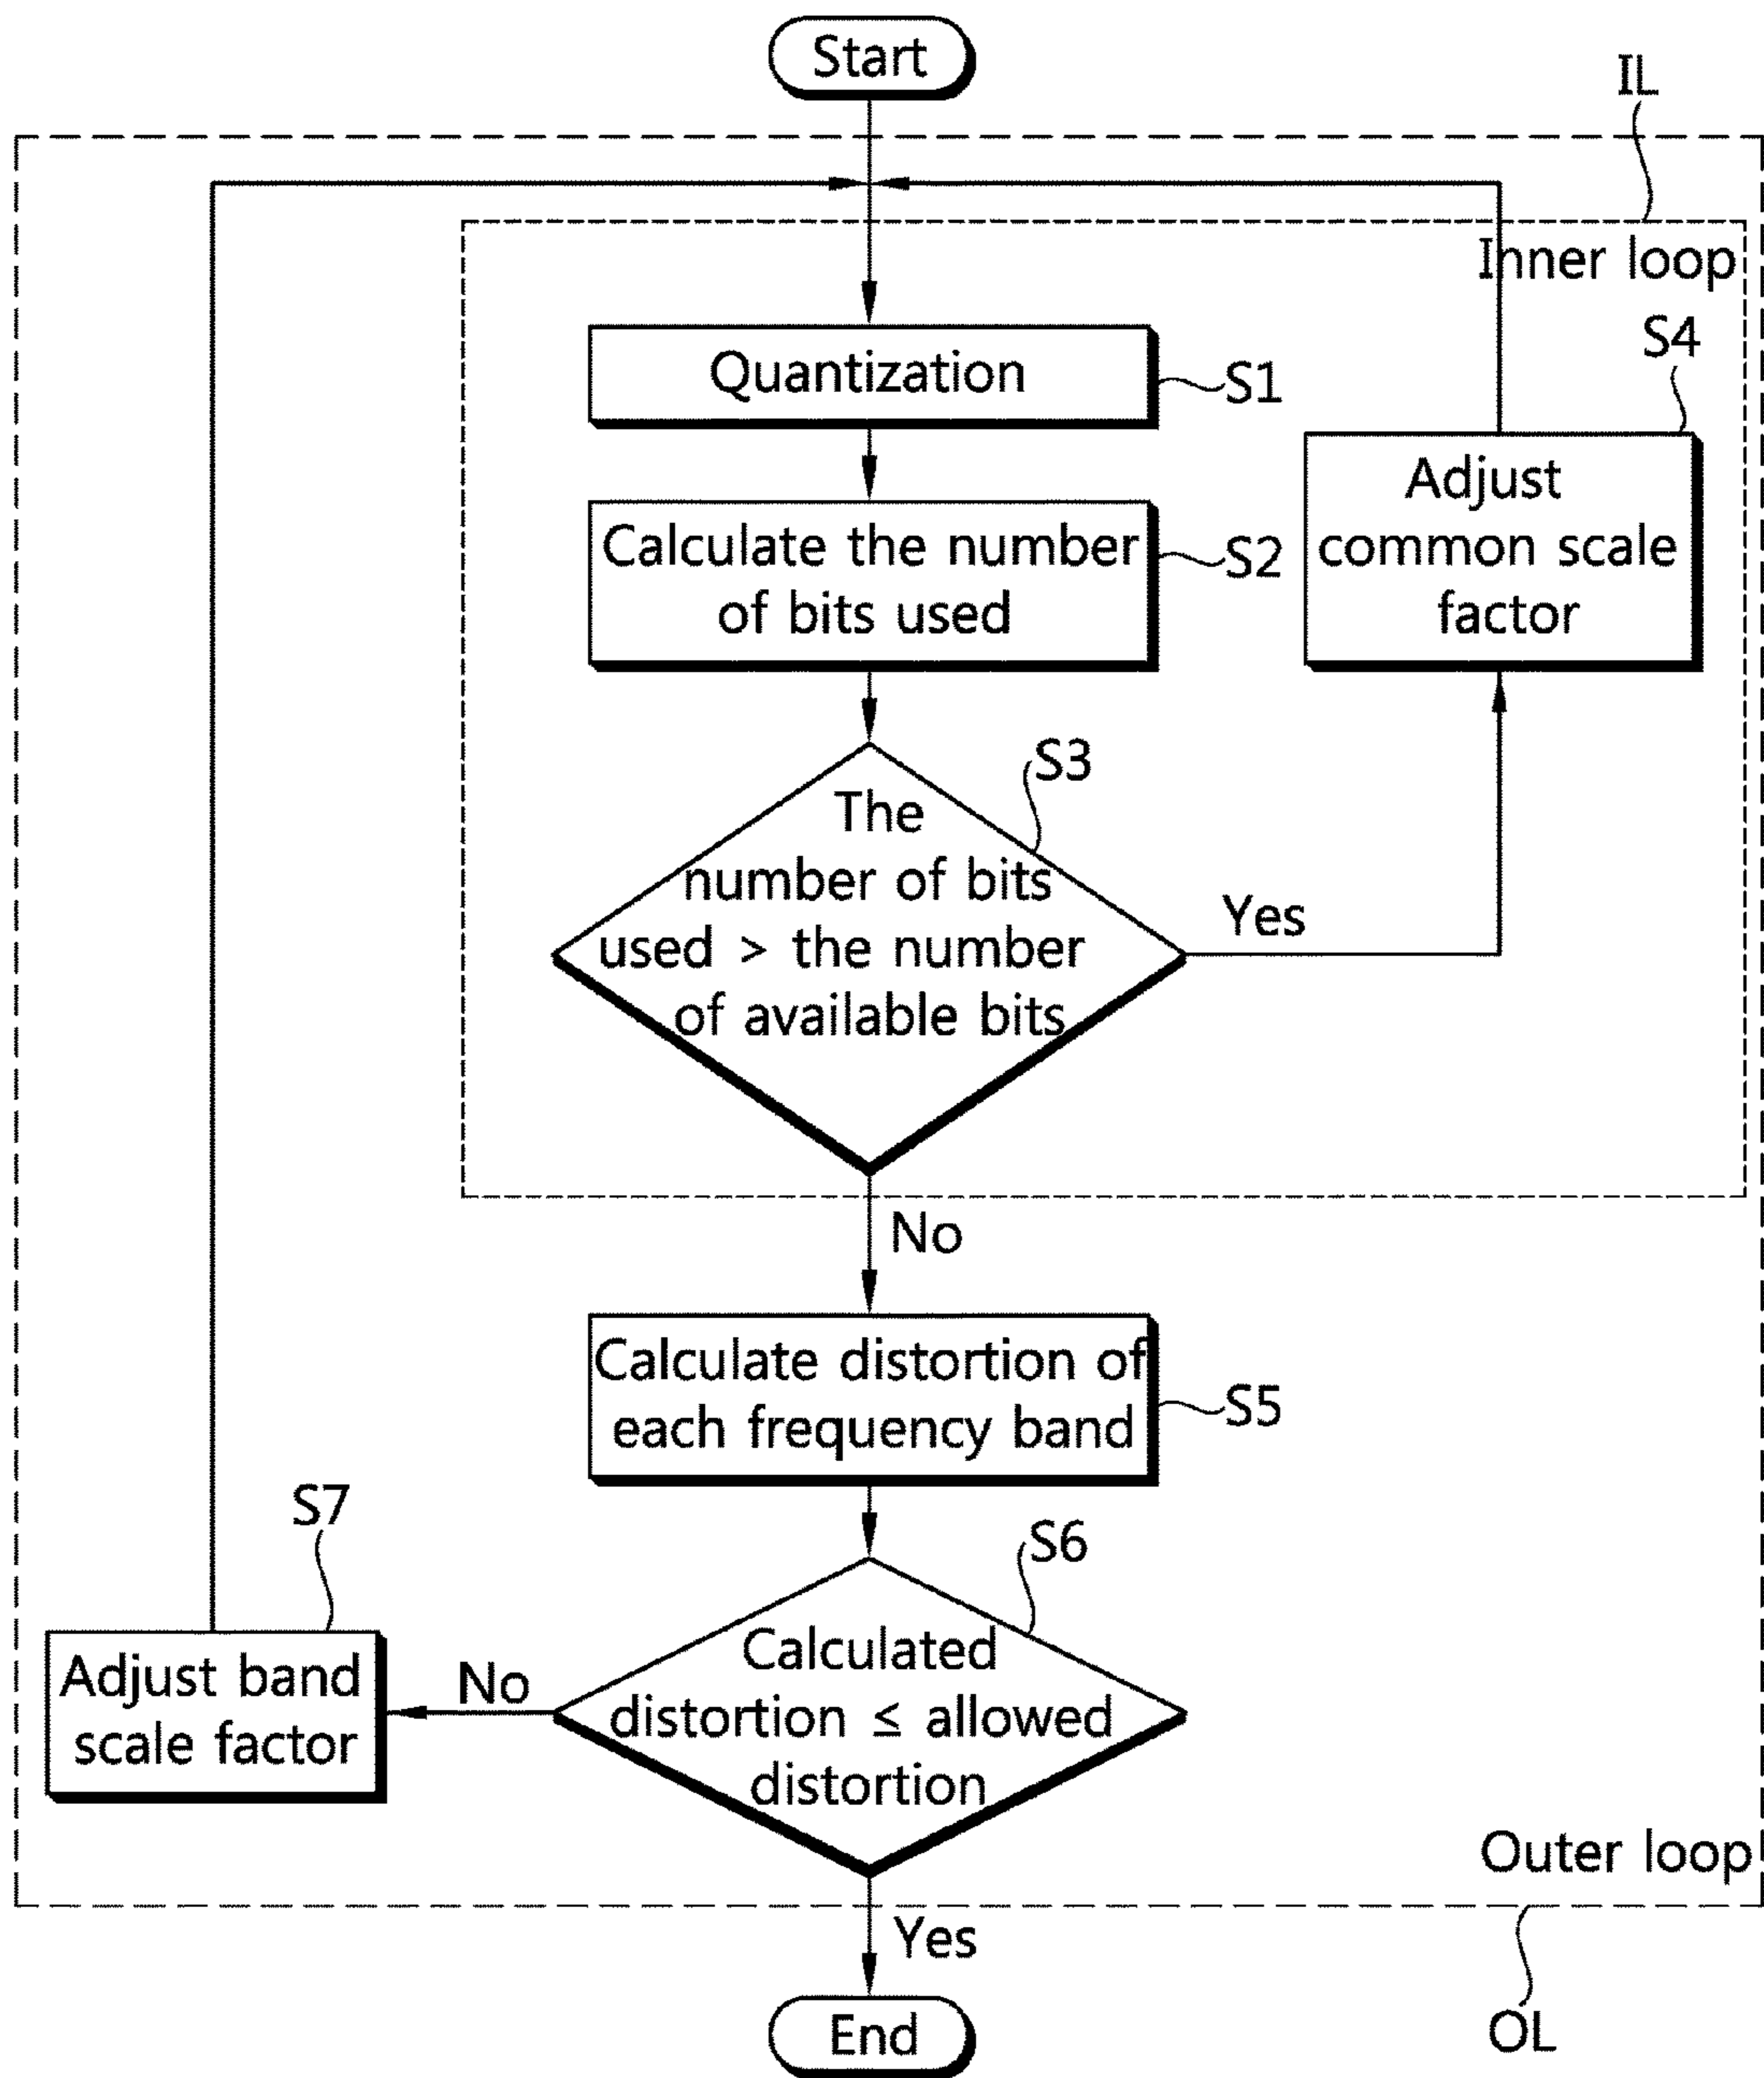 Start
IL
Inner loop
Quantization
S1
S4
Adjust
common scale
factor
Calculate the number
of bits used
S2
S3
The
number of bits
used > the number
of available bits
Yes
No
Calculate distortion of
each frequency band
S5
S7
S6
Adjust band
scale factor
No
Calculated
distortion ≤ allowed
distortion
Outer loop
Yes
End
OL